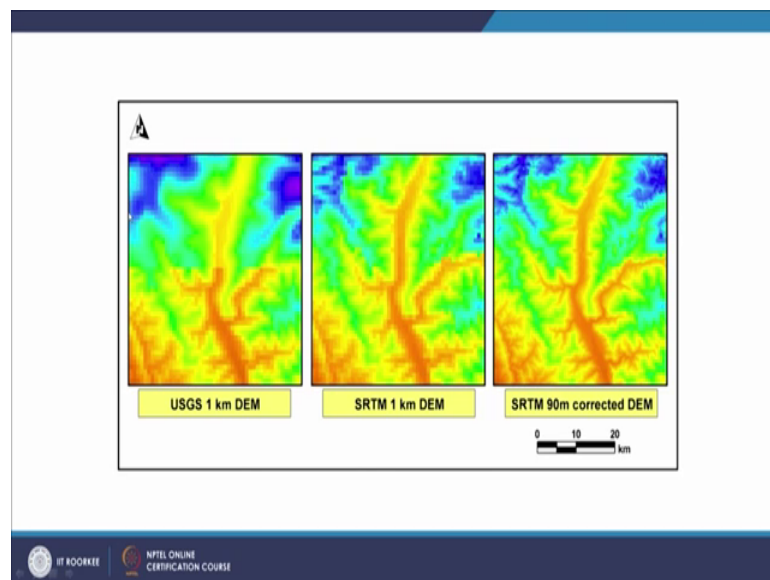 USGS 1 km DEM
SRTM 1 km DEM
SRTM 90m corrected DEM
0 10 20
km
IIT ROORKEE
NPTEL ONLINE
CERTIFICATION COURSE